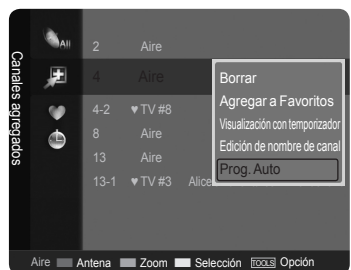 Canales agregados
All
2 Aire
4 Aire
4-2 ♥ TV #8
8 Aire
13 Aire
13-1 ♥ TV #3 Alice
Borrar
Agregar a Favoritos
Visualización con temporizador
Edición de nombre de canal
Prog. Auto
Aire Antena Zoom Selección TOOLS Opción